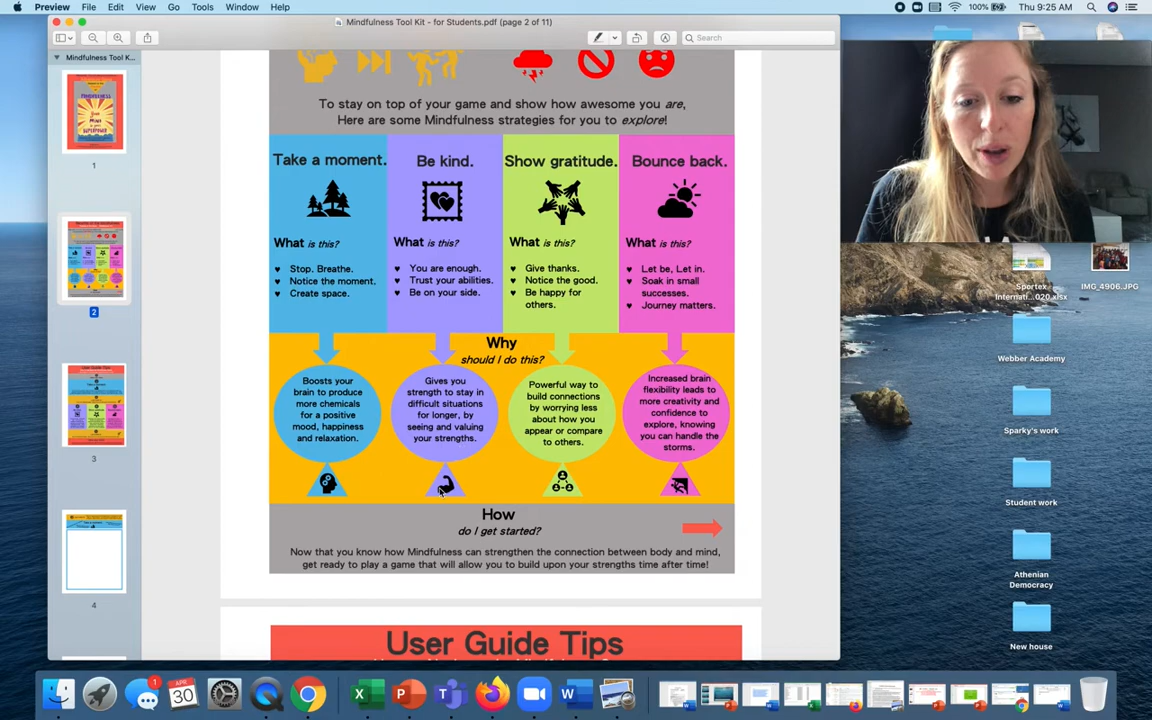 Preview File Edit View Go Tools Window Help
100% Thu 9:25 AM
Mindfulness Tool Kit - for Students.pdf (page 2 of 11)
Search
Mindfulness Tool K...
1
2
3
4
To stay on top of your game and show how awesome you are,
Here are some Mindfulness strategies for you to explore!
Take a moment.
What is this?
♥ Stop. Breathe.
♥ Notice the moment.
♥ Create space.
Be kind.
What is this?
♥ You are enough.
♥ Trust your abilities.
♥ Be on your side.
Show gratitude.
What is this?
♥ Give thanks.
♥ Notice the good.
♥ Be happy for
others.
Bounce back.
What is this?
♥ Let be, Let in.
♥ Soak in small
successes.
♥ Journey matters.
Why
should I do this?
Boosts your
brain to produce
more chemicals
for a positive
mood, happiness
and relaxation.
Gives you
strength to stay in
difficult situations
for longer, by
seeing and valuing
your strengths.
Powerful way to
build connections
by worrying less
about how you
appear or compare
to others.
Increased brain
flexibility leads to
more creativity and
confidence to
explore, knowing
you can handle the
storms.
How
do I get started?
Now that you know how Mindfulness can strengthen the connection between body and mind,
get ready to play a game that will allow you to build upon your strengths time after time!
User Guide Tips
Sportex
Internati...020.xlsx
IMG_4906.JPG
Webber Academy
Sparky's work
Student work
Athenian
Democracy
New house
1
APR
30